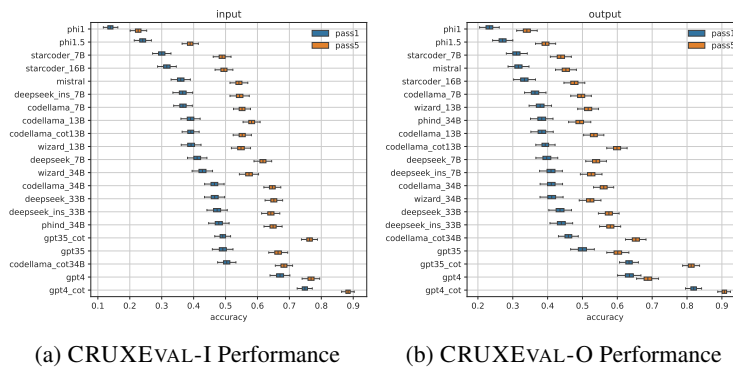 input
phi1
phi1.5
starcoder_7B
starcoder_16B
mistral
deepseek_ins_7B
codellama_7B
codellama_13B
codellama_cot13B
wizard_13B
deepseek_7B
wizard_34B
codellama_34B
deepseek_33B
deepseek_ins_33B
phind_34B
gpt35_cot
gpt35
codellama_cot34B
gpt4
gpt4_cot
pass1
pass5
0.1 0.2 0.3 0.4 0.5 0.6 0.7 0.8 0.9
accuracy
(a) CRUXEVAL-I Performance
output
phi1
phi1.5
starcoder_7B
mistral
starcoder_16B
codellama_7B
wizard_13B
phind_34B
codellama_13B
codellama_cot13B
deepseek_7B
deepseek_ins_7B
codellama_34B
wizard_34B
deepseek_33B
deepseek_ins_33B
codellama_cot34B
gpt35
gpt35_cot
gpt4
gpt4_cot
pass1
pass5
0.2 0.3 0.4 0.5 0.6 0.7 0.8 0.9
accuracy
(b) CRUXEVAL-O Performance